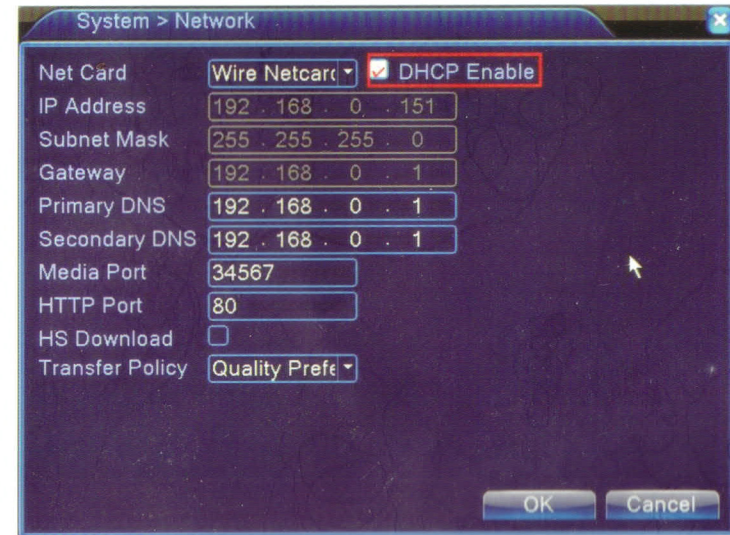 System > Network
Net Card Wire Netcar DHCP Enable
IP Address 192 . 168 . 0 . 151
Subnet Mask 255 . 255 . 255 . 0
Gateway 192 . 168 . 0 . 1
Primary DNS 192 . 168 . 0 . 1
Secondary DNS 192 . 168 . 0 . 1
Media Port 34567
HTTP Port 80
HS Download
Transfer Policy Quality Prefe
OK Cancel